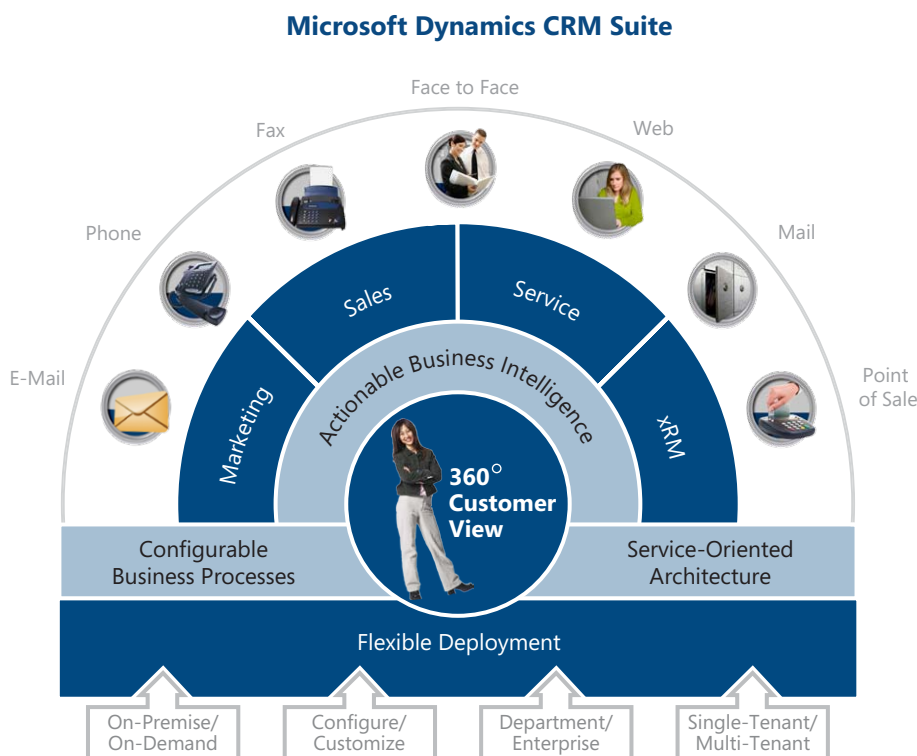 Microsoft Dynamics CRM Suite
Face to Face
Fax
Web
Phone
Mail
E-Mail
Point
of Sale
Marketing
Sales
Service
xRM
Actionable Business Intelligence
360°
Customer
View
Configurable
Business Processes
Service-Oriented
Architecture
Flexible Deployment
On-Premise/
On-Demand
Configure/
Customize
Department/
Enterprise
Single-Tenant/
Multi-Tenant